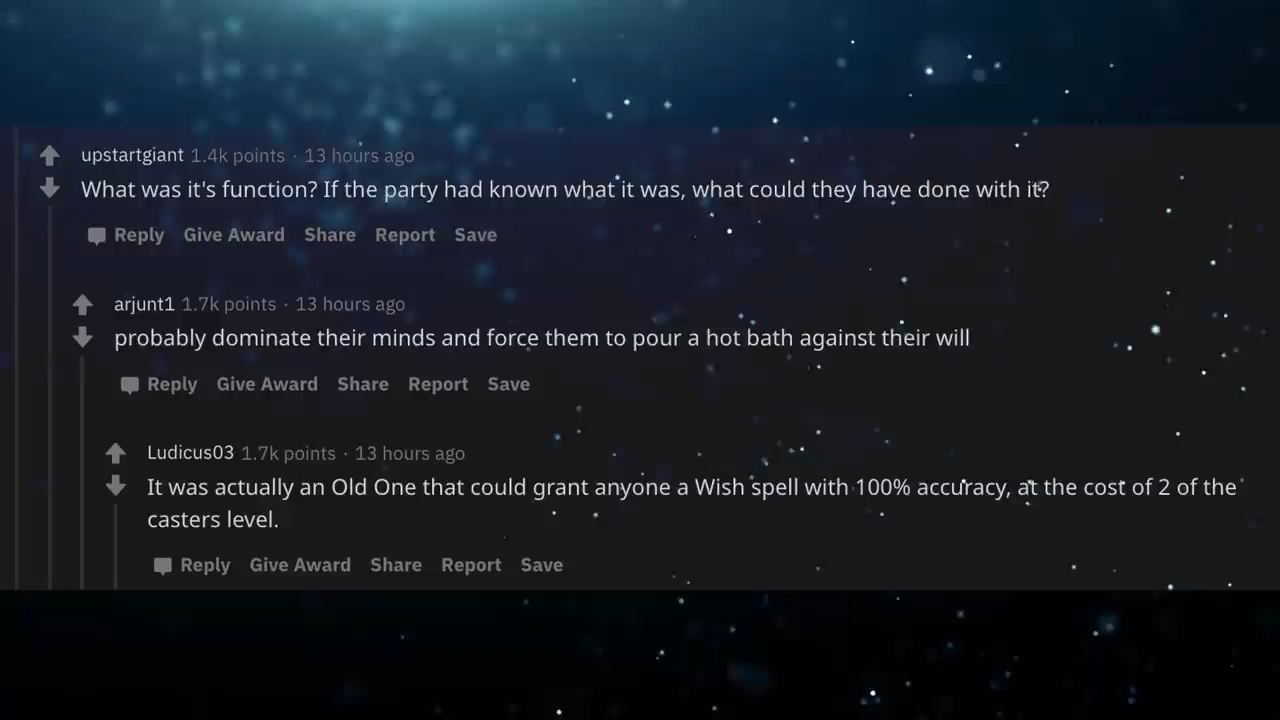 upstartgiant 1.4k points · 13 hours ago
What was it's function? If the party had known what it was, what could they have done with it?
Reply Give Award Share Report Save
arjunt1 1.7k points · 13 hours ago
probably dominate their minds and force them to pour a hot bath against their will
Reply Give Award Share Report Save
Ludicus03 1.7k points · 13 hours ago
It was actually an Old One that could grant anyone a Wish spell with 100% accuracy, at the cost of 2 of the
casters level.
Reply Give Award Share Report Save